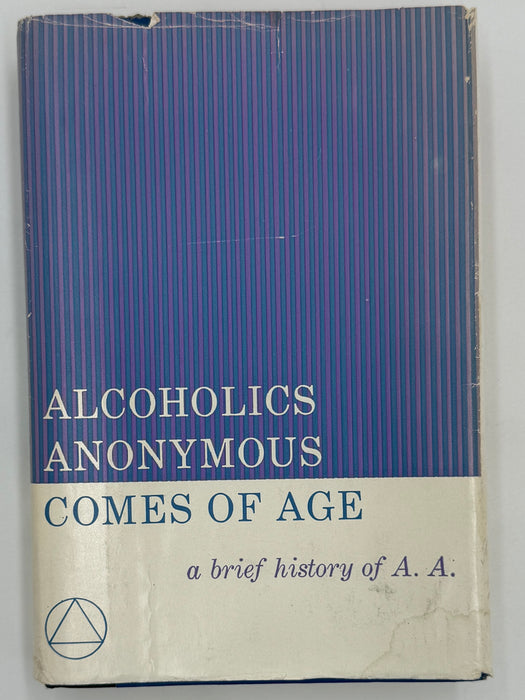 ALCOHOLICS
ANONYMOUS
COMES OF AGE
a brief history of A. A.